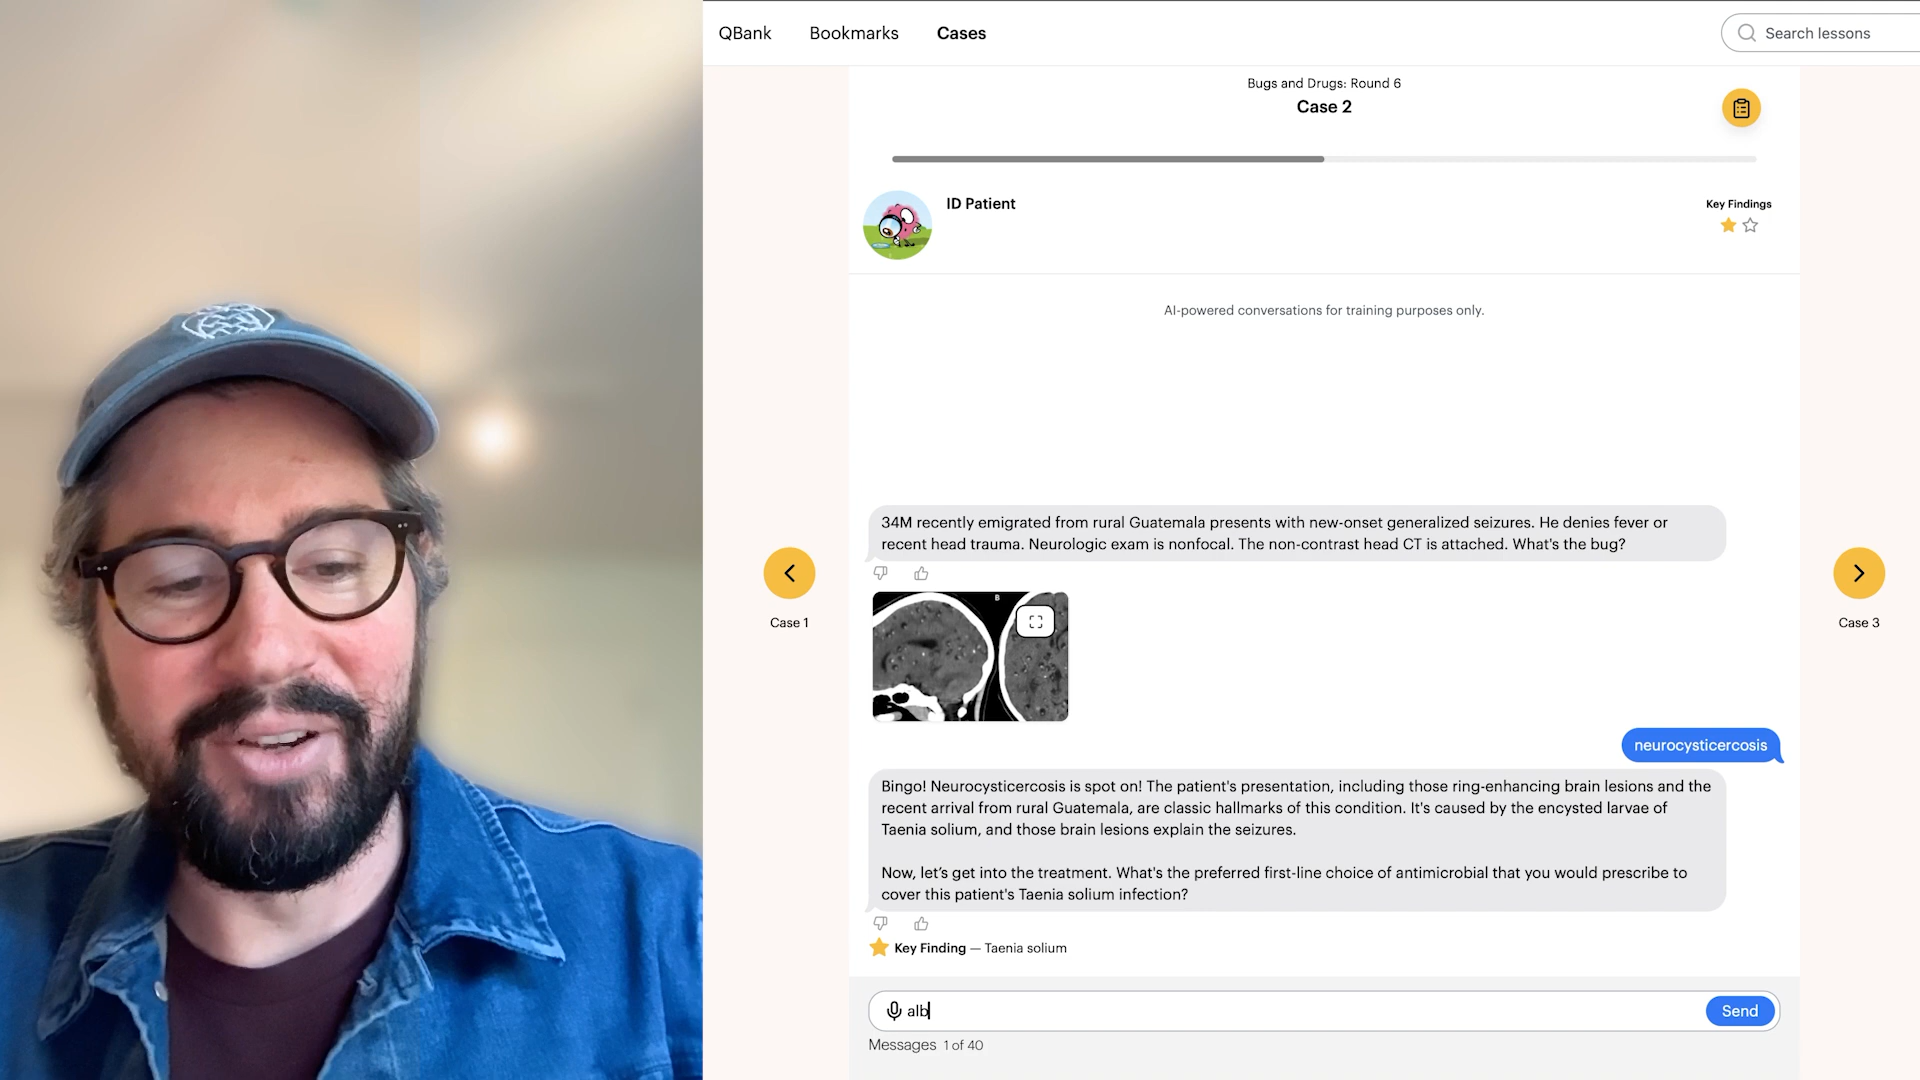 QBank Bookmarks Cases Search lessons
Bugs and Drugs: Round 6
Case 2
ID Patient
Key Findings
AI-powered conversations for training purposes only.
34M recently emigrated from rural Guatemala presents with new-onset generalized seizures. He denies fever or
recent head trauma. Neurologic exam is nonfocal. The non-contrast head CT is attached. What's the bug?
B
Case 1
Case 3
neurocysticercosis
Bingo! Neurocysticercosis is spot on! The patient's presentation, including those ring-enhancing brain lesions and the
recent arrival from rural Guatemala, are classic hallmarks of this condition. It's caused by the encysted larvae of
Taenia solium, and those brain lesions explain the seizures.
Now, let’s get into the treatment. What's the preferred first-line choice of antimicrobial that you would prescribe to
cover this patient's Taenia solium infection?
Key Finding — Taenia solium
alb
Send
Messages 1 of 40